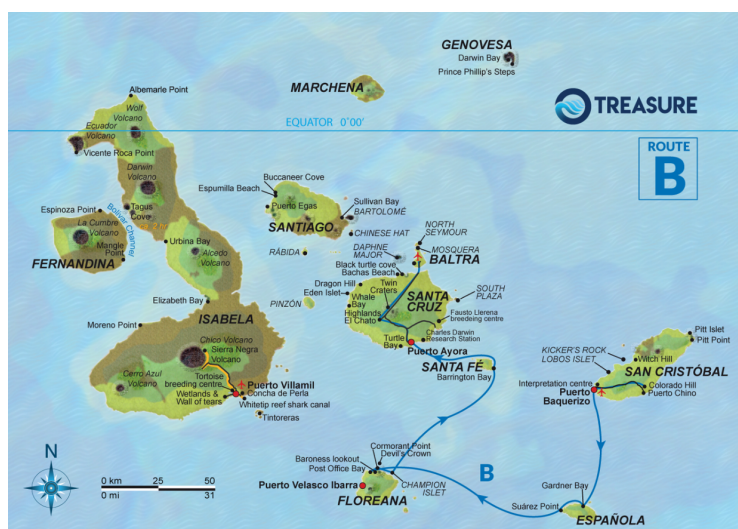 GENOVESA
Darwin Bay
Prince Phillip's Steps
MARCHENA
TREASURE
EQUATOR 0°00'
ROUTE
B
Albemarle Point
Wolf
Volcano
Ecuador
Volcano
Vicente Roca Point
Darwin
Volcano
Tagus
Cove
Bolivar Channel
Espinoza Point
La Cumbre
Volcano
Mangle
Point
FERNANDINA
Urbina Bay
Alcedo
Volcano
Elizabeth Bay
ISABELA
Moreno Point
Chico Volcano
Sierra Negra
Volcano
Cerro Azul
Volcano
Tortoise
breeding centre
Wetlands &
Wall of tears
Puerto Villamil
Concha de Perla
Whitetip reef shark canal
Tintoreras
Buccaneer Cove
Espumilla Beach
Puerto Egas
SANTIAGO
Sullivan Bay
BARTOLOMÉ
CHINESE HAT
RÁBIDA
PINZÓN
NORTH
SEYMOUR
MOSQUERA
DAPHNE
MAJOR
BALTRA
Black turtle cove
Bachas Beach
Dragon Hill
Eden Islet
Whale
Bay
Twin
Craters
SANTA
CRUZ
Highlands
El Chato
SOUTH
PLAZA
Fausto Llerena
breedeing centre
Charles Darwin
Research Station
Turtle
Bay
Puerto Ayora
SANTA FÉ
Barrington Bay
Pitt Islet
Pitt Point
KICKER'S ROCK
LOBOS ISLET
Witch Hill
SAN CRISTÓBAL
Interpretation centre
Puerto
Baquerizo
Colorado Hill
Puerto Chino
Cormorant Point
Devil's Crown
Baroness lookout
Post Office Bay
Puerto Velasco Ibarra
CHAMPION
ISLET
FLOREANA
B
Gardner Bay
Suárez Point
ESPAÑOLA
N
0 km 25 50
0 mi 31